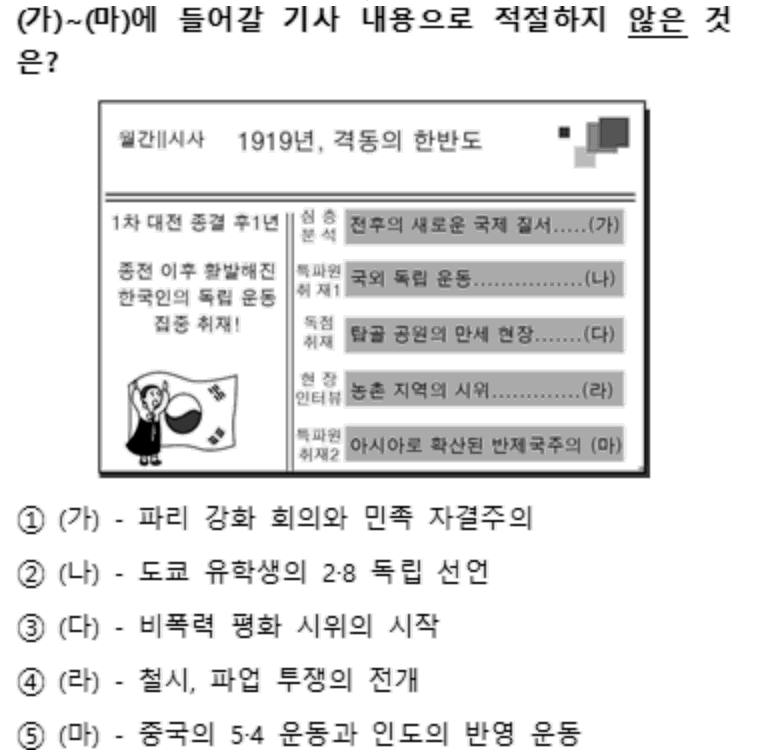 (가)~(마)에 들어갈 기사 내용으로 적절하지 않은 것
은?
월간||시사 1919년, 격동의 한반도
1차 대전 종결 후1년
종전 이후 활발해진
한국인의 독립 운동
집중 취재!
심 층
분 석
전후의 새로운 국제 질서.....(가)
특파원
취 재1
국외 독립 운동................(나)
독점
취재
탑골 공원의 만세 현장.......(다)
현 장
인터뷰
농촌 지역의 시위.............(라)
특파원
취재2
아시아로 확산된 반제국주의 (마)
① (가) - 파리 강화 회의와 민족 자결주의
② (나) - 도쿄 유학생의 2·8 독립 선언
③ (다) - 비폭력 평화 시위의 시작
④ (라) - 철시, 파업 투쟁의 전개
⑤ (마) - 중국의 5·4 운동과 인도의 반영 운동